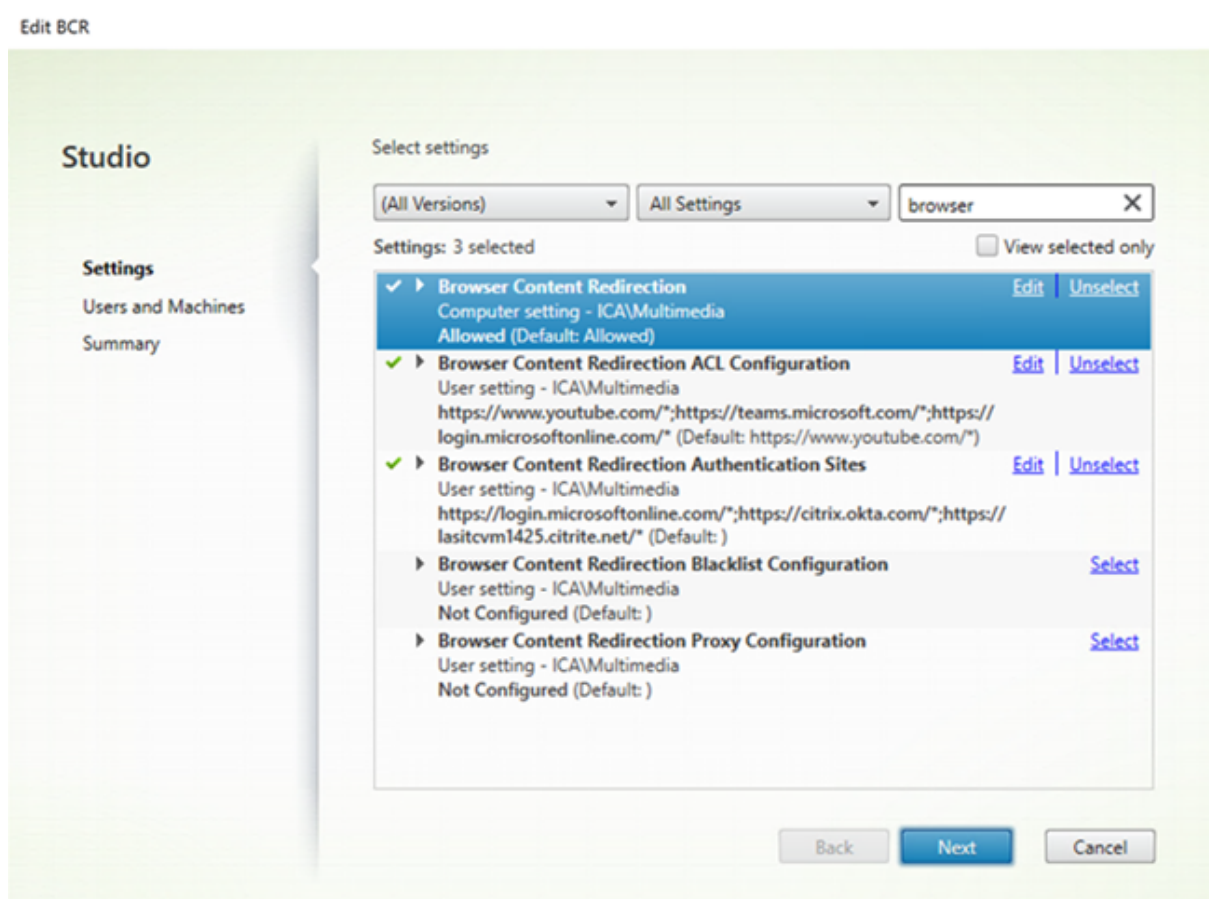 Edit BCR
Studio
Settings
Users and Machines
Summary
Select settings
(All Versions)
All Settings
browser
Settings: 3 selected
View selected only
Browser Content Redirection
Edit
Unselect
Computer setting - ICA\Multimedia
Allowed (Default: Allowed)
Browser Content Redirection ACL Configuration
Edit
Unselect
User setting - ICA\Multimedia
https://www.youtube.com/*;https://teams.microsoft.com/*;https://
login.microsoftonline.com/* (Default: https://www.youtube.com/*)
Browser Content Redirection Authentication Sites
Edit
Unselect
User setting - ICA\Multimedia
https://login.microsoftonline.com/*;https://citrix.okta.com/*;https://
lasitcvm1425.citrite.net/* (Default: )
Browser Content Redirection Blacklist Configuration
Select
User setting - ICA\Multimedia
Not Configured (Default: )
Browser Content Redirection Proxy Configuration
Select
User setting - ICA\Multimedia
Not Configured (Default: )
Back
Next
Cancel